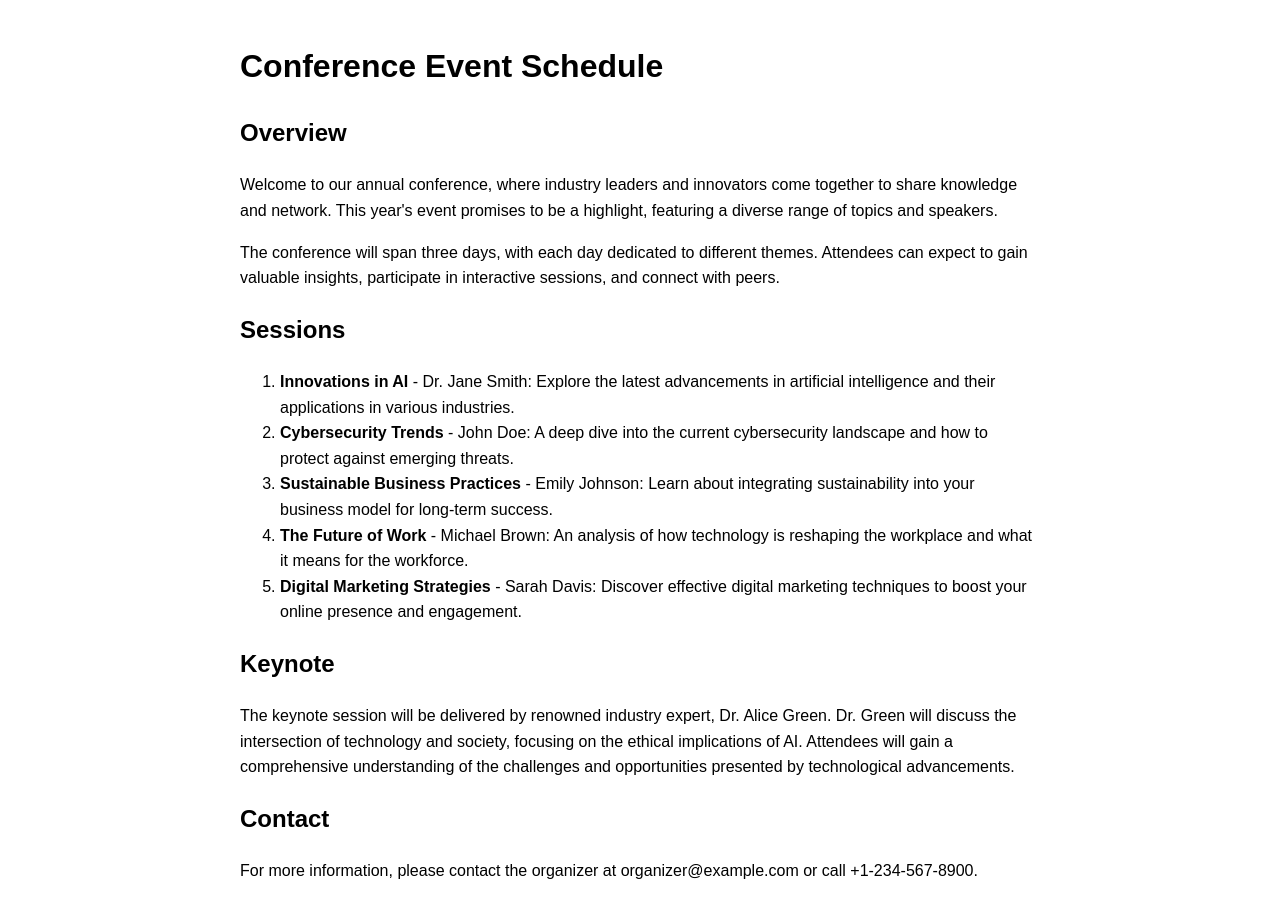 Conference Event Schedule
Overview
Welcome to our annual conference, where industry leaders and innovators come together to share knowledge
and network. This year's event promises to be a highlight, featuring a diverse range of topics and speakers.
The conference will span three days, with each day dedicated to different themes. Attendees can expect to gain
valuable insights, participate in interactive sessions, and connect with peers.
Sessions
1. Innovations in AI - Dr. Jane Smith: Explore the latest advancements in artificial intelligence and their
applications in various industries.
2. Cybersecurity Trends - John Doe: A deep dive into the current cybersecurity landscape and how to
protect against emerging threats.
3. Sustainable Business Practices - Emily Johnson: Learn about integrating sustainability into your
business model for long-term success.
4. The Future of Work - Michael Brown: An analysis of how technology is reshaping the workplace and what
it means for the workforce.
5. Digital Marketing Strategies - Sarah Davis: Discover effective digital marketing techniques to boost your
online presence and engagement.
Keynote
The keynote session will be delivered by renowned industry expert, Dr. Alice Green. Dr. Green will discuss the
intersection of technology and society, focusing on the ethical implications of AI. Attendees will gain a
comprehensive understanding of the challenges and opportunities presented by technological advancements.
Contact
For more information, please contact the organizer at organizer@example.com or call +1-234-567-8900.